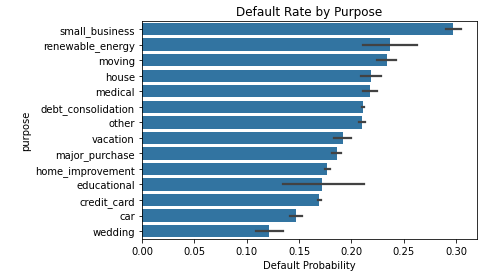 Default Rate by Purpose
small_business
renewable_energy
moving
house
medical
debt_consolidation
other
vacation
major_purchase
home_improvement
educational
credit_card
car
wedding
purpose
0.00 0.05 0.10 0.15 0.20 0.25 0.30
Default Probability